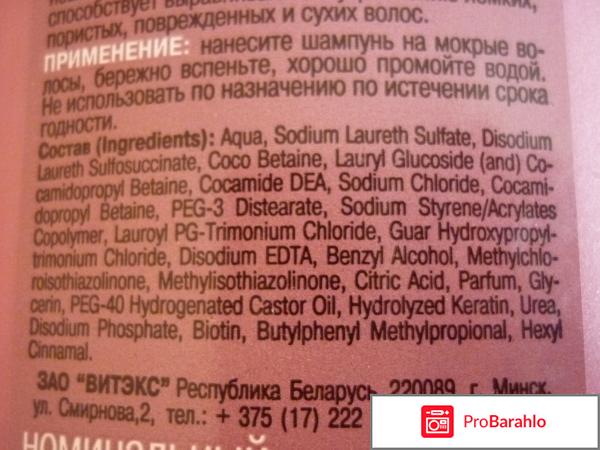 способствует выравниванию ломких,
пористых, поврежденных и сухих волос.
ПРИМЕНЕНИЕ: нанесите шампунь на мокрые во-
лосы, бережно вспеньте, хорошо промойте водой.
Не использовать по назначению по истечении срока
годности.
Состав (Ingredients): Aqua, Sodium Laureth Sulfate, Disodium
Laureth Sulfosuccinate, Coco Betaine, Lauryl Glucoside (and) Co-
camidopropyl Betaine, Cocamide DEA, Sodium Chloride, Cocami-
dopropyl Betaine, PEG-3 Distearate, Sodium Styrene/Acrylates
Copolymer, Lauroyl PG-Trimonium Chloride, Guar Hydroxypropyl-
trimonium Chloride, Disodium EDTA, Benzyl Alcohol, Methylchlo-
roisothiazolinone, Methylisothiazolinone, Citric Acid, Parfum, Gly-
cerin, PEG-40 Hydrogenated Castor Oil, Hydrolyzed Keratin, Urea,
Disodium Phosphate, Biotin, Butylphenyl Methylpropional, Hexyl
Cinnamal.
ЗАО "ВИТЭКС" Республика Беларусь, 220089, г. Минск,
ул. Смирнова,2, тел.: + 375 (17) 222
НОМИНАЛЬНЫЙ
ProBarahlo